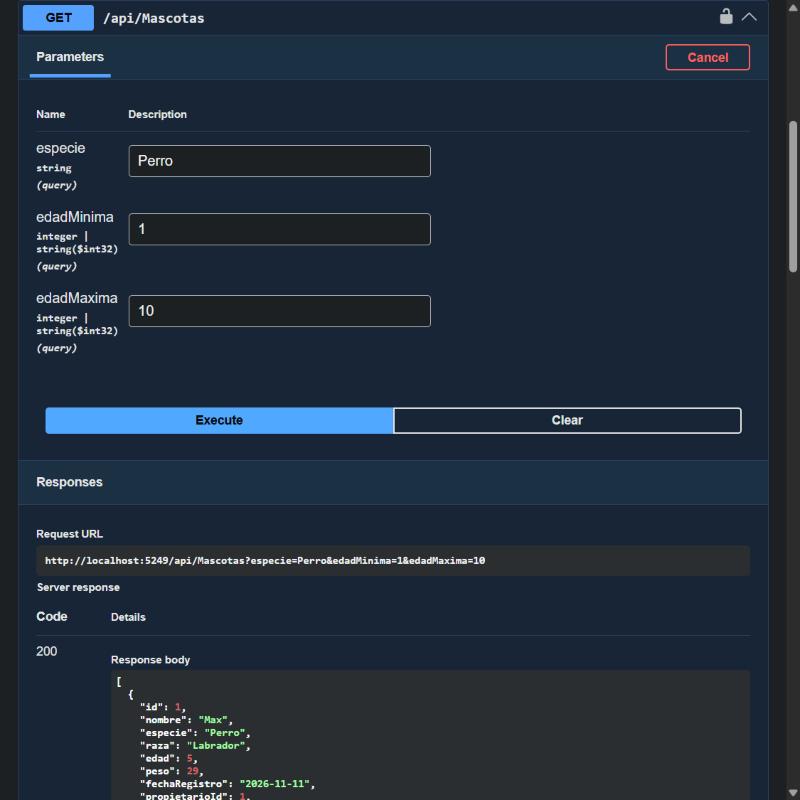 GET /api/Mascotas
Parameters
Cancel
Name Description
especie
string
(query)
Perro
edadMinima
integer |
string($int32)
(query)
1
edadMaxima
integer |
string($int32)
(query)
10
Execute Clear
Responses
Request URL
http://localhost:5249/api/Mascotas?especie=Perro&edadMinima=1&edadMaxima=10
Server response
Code Details
200
Response body
[
{
"id": 1,
"nombre": "Max",
"especie": "Perro",
"raza": "Labrador",
"edad": 5,
"peso": 29,
"fechaRegistro": "2026-11-11",
"propietarioId": 1,